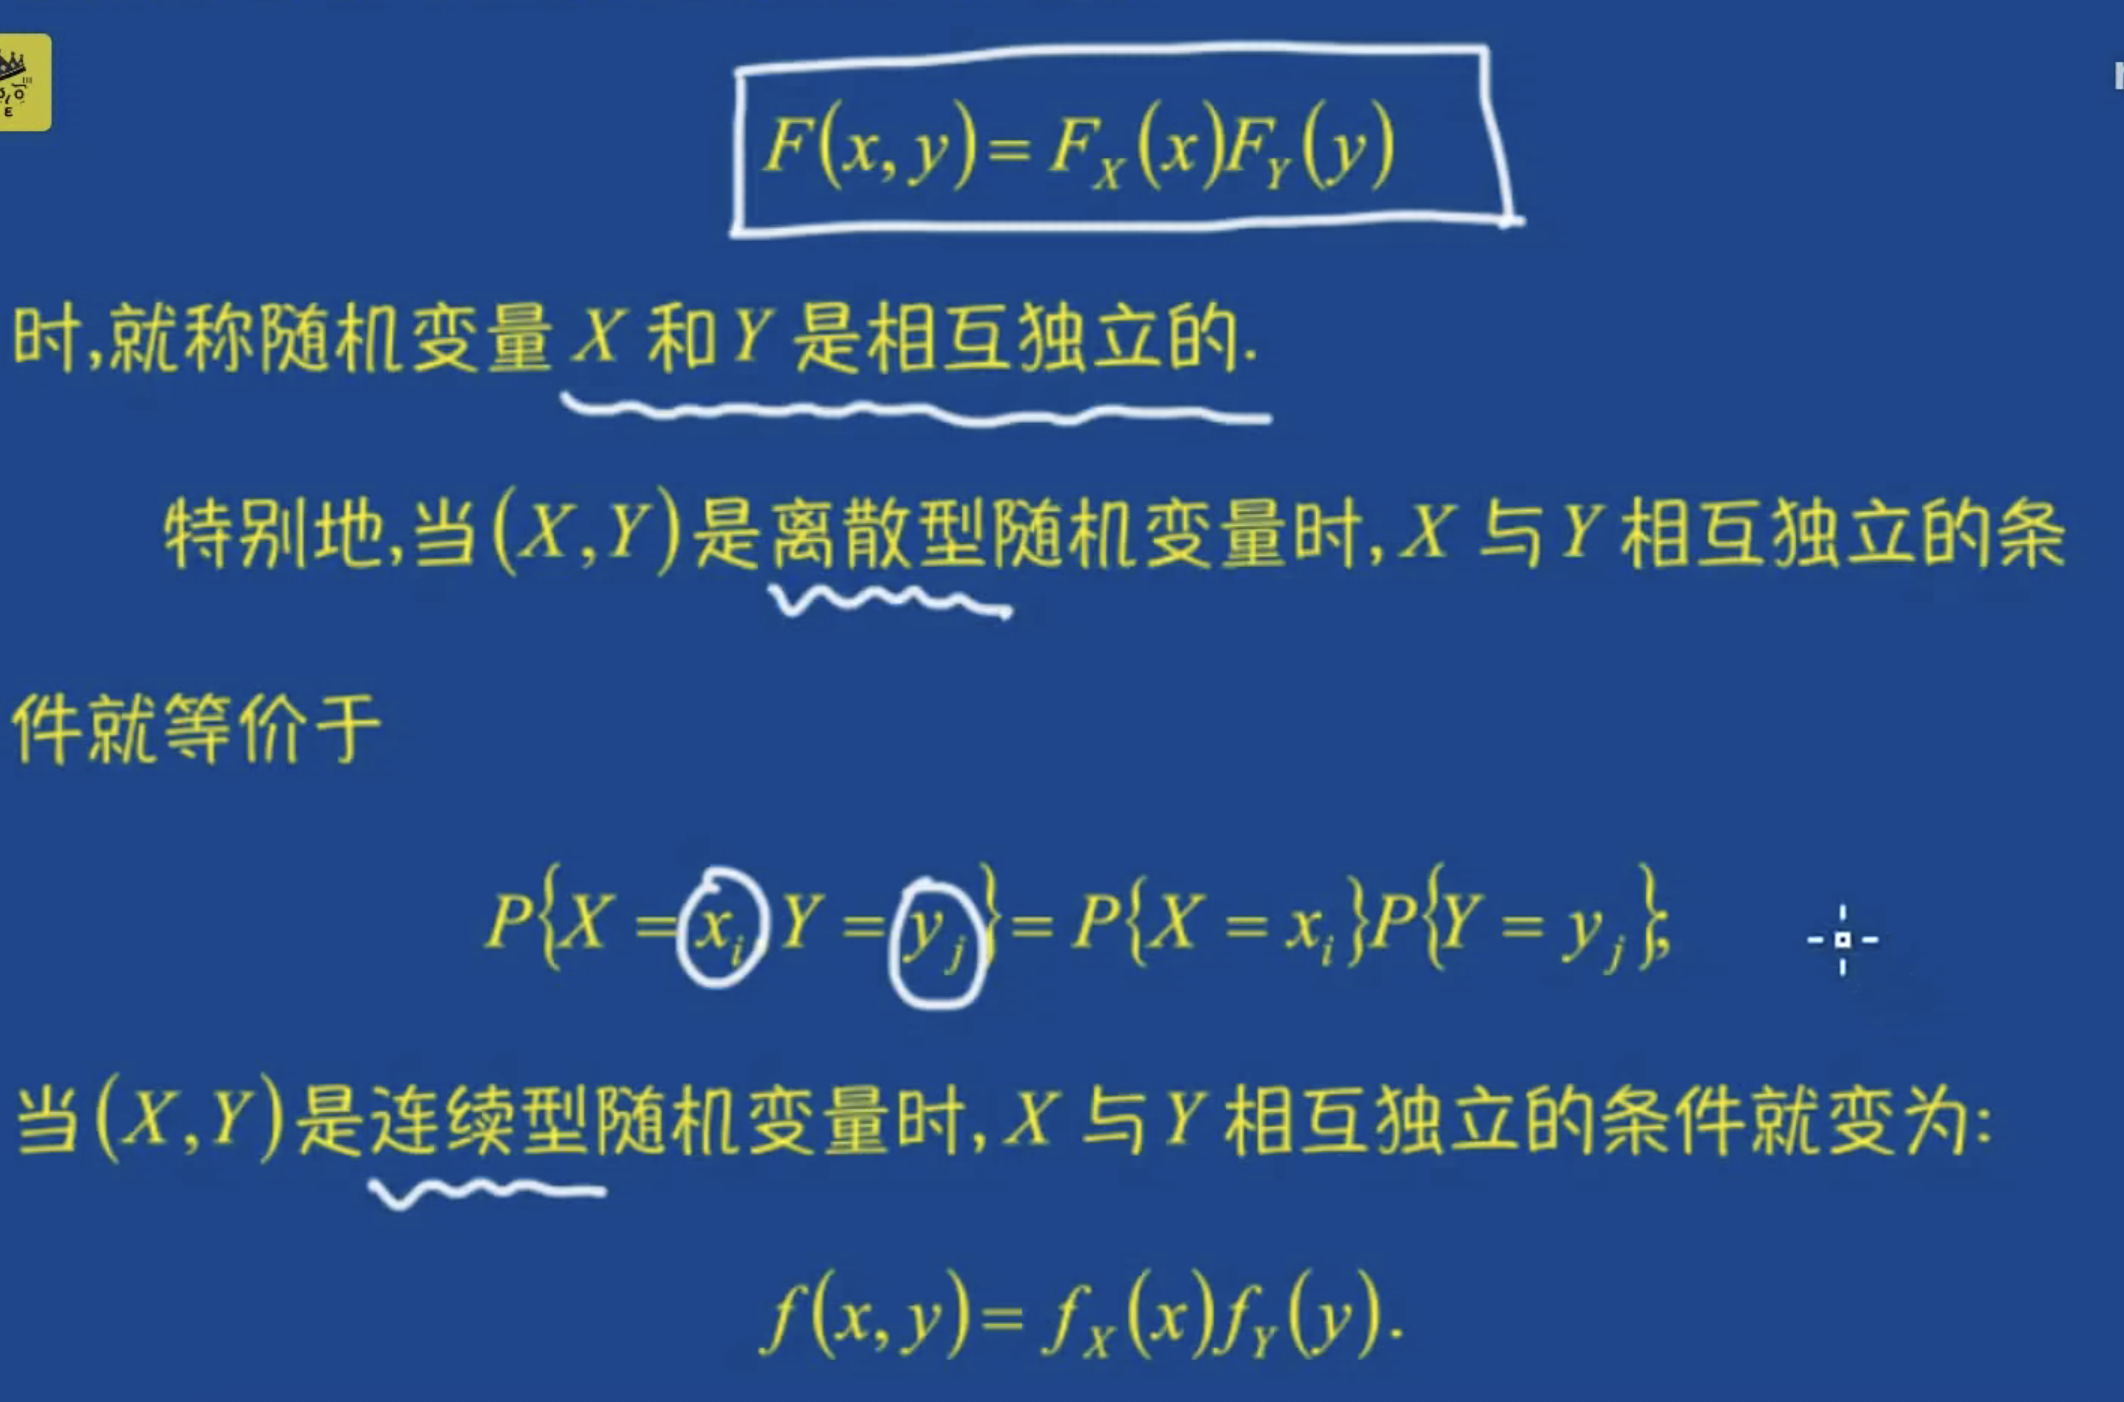 F(x, y) = F_X(x)F_Y(y)
时,就称随机变量 X 和 Y 是相互独立的.
特别地,当(X,Y)是离散型随机变量时, X 与 Y 相互独立的条
件就等价于
P{X = x_i, Y = y_j} = P{X = x_i}P{Y = y_j};
当(X,Y)是连续型随机变量时, X 与 Y 相互独立的条件就变为:
f(x, y) = f_X(x)f_Y(y).